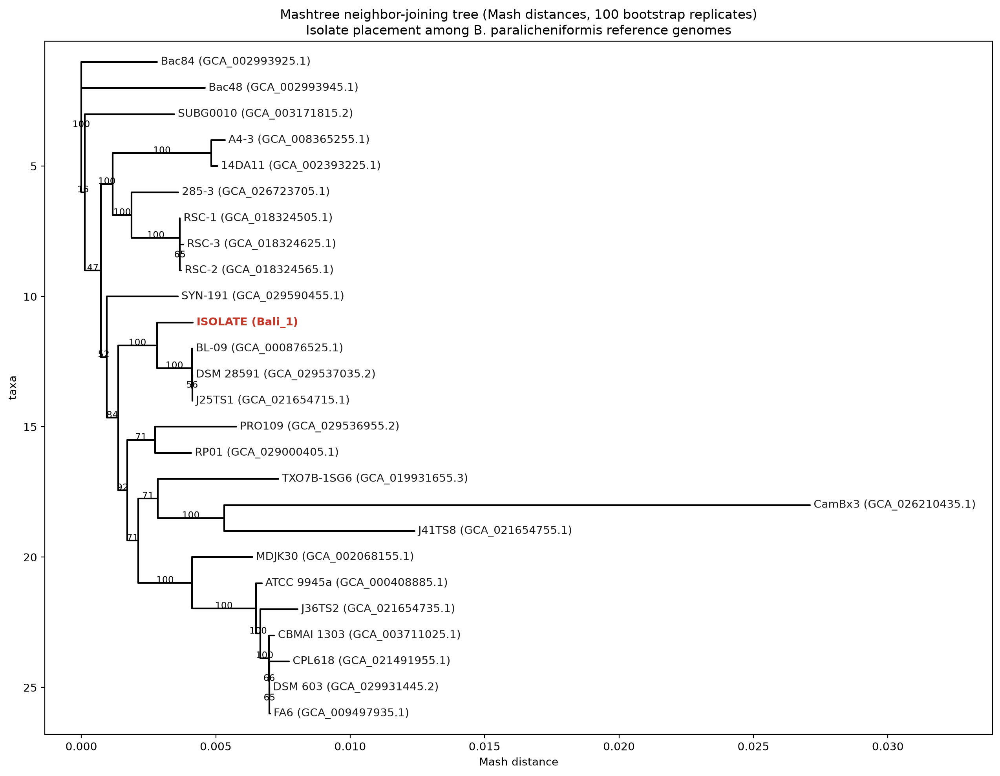 Mashtree neighbor-joining tree (Mash distances, 100 bootstrap replicates)
Isolate placement among B. paralicheniformis reference genomes
Bac84 (GCA_002993925.1)
Bac48 (GCA_002993945.1)
SUBG0010 (GCA_003171815.2)
100
A4-3 (GCA_008365255.1)
100
14DA11 (GCA_002393225.1)
5
100
16
285-3 (GCA_026723705.1)
100
RSC-1 (GCA_018324505.1)
100
RSC-3 (GCA_018324625.1)
65
47
RSC-2 (GCA_018324565.1)
10
SYN-191 (GCA_029590455.1)
ISOLATE (Bali_1)
100
BL-09 (GCA_000876525.1)
52
100
DSM 28591 (GCA_029537035.2)
56
taxa
J25TS1 (GCA_021654715.1)
84
15
PRO109 (GCA_029536955.2)
71
RP01 (GCA_029000405.1)
TXO7B-1SG6 (GCA_019931655.3)
92
71
CamBx3 (GCA_026210435.1)
100
J41TS8 (GCA_021654755.1)
71
20
MDJK30 (GCA_002068155.1)
100
ATCC 9945a (GCA_000408885.1)
100
J36TS2 (GCA_021654735.1)
100
CBMAI 1303 (GCA_003711025.1)
100
CPL618 (GCA_021491955.1)
66
25
DSM 603 (GCA_029931445.2)
65
FA6 (GCA_009497935.1)
0.000 0.005 0.010 0.015 0.020 0.025 0.030
Mash distance